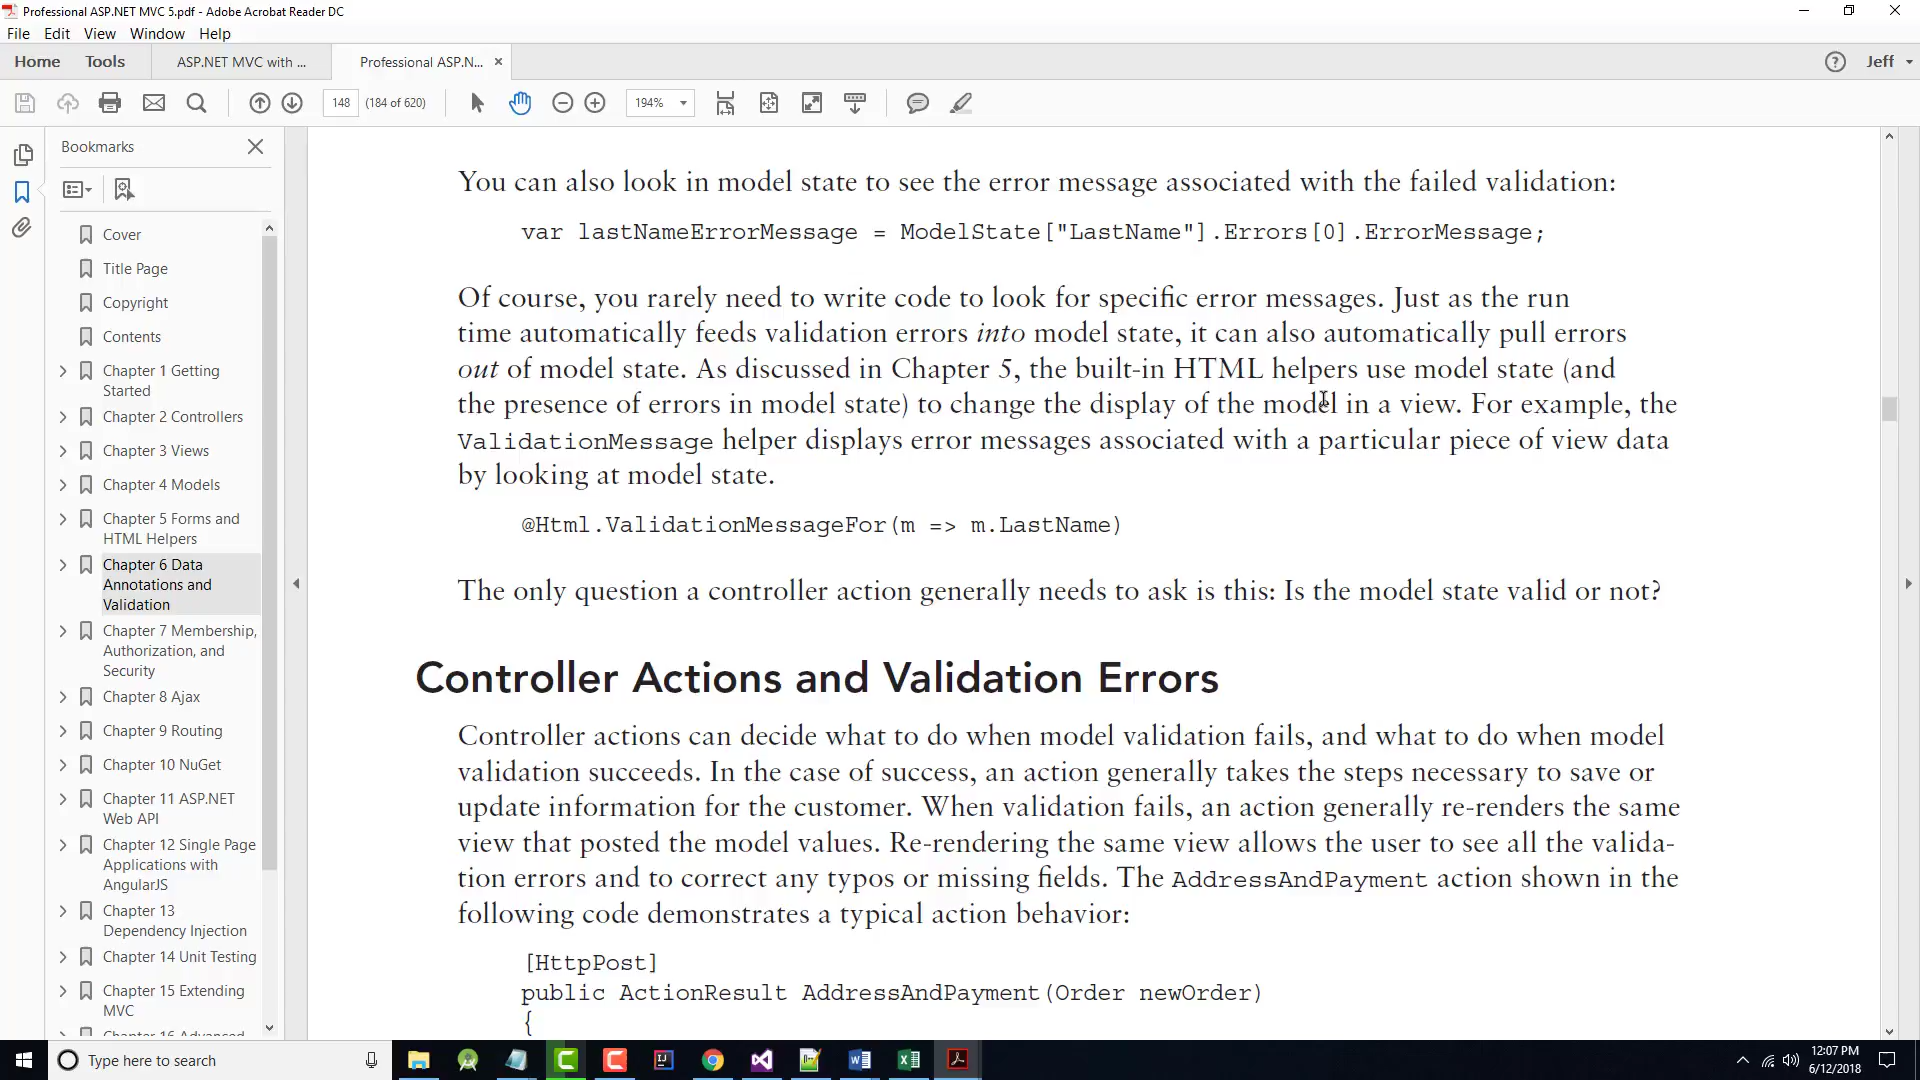 Professional ASP.NET MVC 5.pdf - Adobe Acrobat Reader DC
File Edit View Window Help
Home Tools ASP.NET MVC with ... Professional ASP.N... Jeff
148 (184 of 620) 194%
Bookmarks
Cover
Title Page
Copyright
Contents
Chapter 1 Getting
Started
Chapter 2 Controllers
Chapter 3 Views
Chapter 4 Models
Chapter 5 Forms and
HTML Helpers
Chapter 6 Data
Annotations and
Validation
Chapter 7 Membership,
Authorization, and
Security
Chapter 8 Ajax
Chapter 9 Routing
Chapter 10 NuGet
Chapter 11 ASP.NET
Web API
Chapter 12 Single Page
Applications with
AngularJS
Chapter 13
Dependency Injection
Chapter 14 Unit Testing
Chapter 15 Extending
MVC
Chapter 16 Advanced
You can also look in model state to see the error message associated with the failed validation:
var lastNameErrorMessage = ModelState["LastName"].Errors[0].ErrorMessage;
Of course, you rarely need to write code to look for specific error messages. Just as the run
time automatically feeds validation errors into model state, it can also automatically pull errors
out of model state. As discussed in Chapter 5, the built-in HTML helpers use model state (and
the presence of errors in model state) to change the display of the model in a view. For example, the
ValidationMessage helper displays error messages associated with a particular piece of view data
by looking at model state.
@Html.ValidationMessageFor(m => m.LastName)
The only question a controller action generally needs to ask is this: Is the model state valid or not?
Controller Actions and Validation Errors
Controller actions can decide what to do when model validation fails, and what to do when model
validation succeeds. In the case of success, an action generally takes the steps necessary to save or
update information for the customer. When validation fails, an action generally re-renders the same
view that posted the model values. Re-rendering the same view allows the user to see all the valida-
tion errors and to correct any typos or missing fields. The AddressAndPayment action shown in the
following code demonstrates a typical action behavior:
[HttpPost]
public ActionResult AddressAndPayment(Order newOrder)
{
Type here to search
12:07 PM
6/12/2018